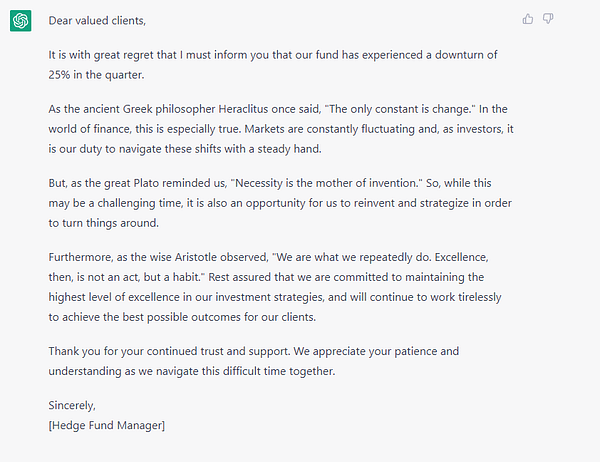 Dear valued clients,
It is with great regret that I must inform you that our fund has experienced a downturn of
25% in the quarter.
As the ancient Greek philosopher Heraclitus once said, "The only constant is change." In the
world of finance, this is especially true. Markets are constantly fluctuating and, as investors, it
is our duty to navigate these shifts with a steady hand.
But, as the great Plato reminded us, "Necessity is the mother of invention." So, while this
may be a challenging time, it is also an opportunity for us to reinvent and strategize in order
to turn things around.
Furthermore, as the wise Aristotle observed, "We are what we repeatedly do. Excellence,
then, is not an act, but a habit." Rest assured that we are committed to maintaining the
highest level of excellence in our investment strategies, and will continue to work tirelessly
to achieve the best possible outcomes for our clients.
Thank you for your continued trust and support. We appreciate your patience and
understanding as we navigate this difficult time together.
Sincerely,
[Hedge Fund Manager]